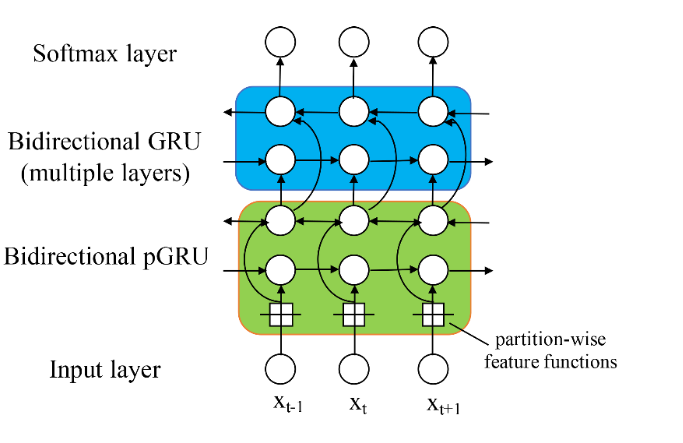 Softmax layer
Bidirectional GRU
(multiple layers)
Bidirectional pGRU
partition-wise
feature functions
Input layer
xt-1
xt
xt+1